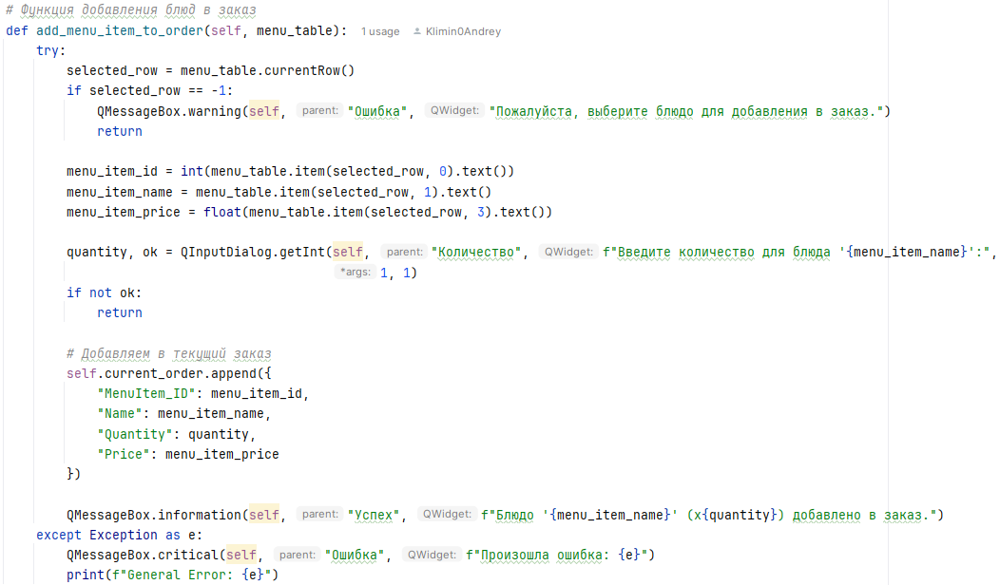 # Функция добавления блюд в заказ
def add_menu_item_to_order(self, menu_table): 1 usage Klimin0Andrey
    try:
        selected_row = menu_table.currentRow()
        if selected_row == -1:
            QMessageBox.warning(self, parent: "Ошибка", QWidget: "Пожалуйста, выберите блюдо для добавления в заказ.")
            return

        menu_item_id = int(menu_table.item(selected_row, 0).text())
        menu_item_name = menu_table.item(selected_row, 1).text()
        menu_item_price = float(menu_table.item(selected_row, 3).text())

        quantity, ok = QInputDialog.getInt(self, parent: "Количество", QWidget: f"Введите количество для блюда '{menu_item_name}':",
                                           *args: 1, 1)
        if not ok:
            return

        # Добавляем в текущий заказ
        self.current_order.append({
            "MenuItem_ID": menu_item_id,
            "Name": menu_item_name,
            "Quantity": quantity,
            "Price": menu_item_price
        })

        QMessageBox.information(self, parent: "Успех", QWidget: f"Блюдо '{menu_item_name}' (x{quantity}) добавлено в заказ.")
    except Exception as e:
        QMessageBox.critical(self, parent: "Ошибка", QWidget: f"Произошла ошибка: {e}")
        print(f"General Error: {e}")